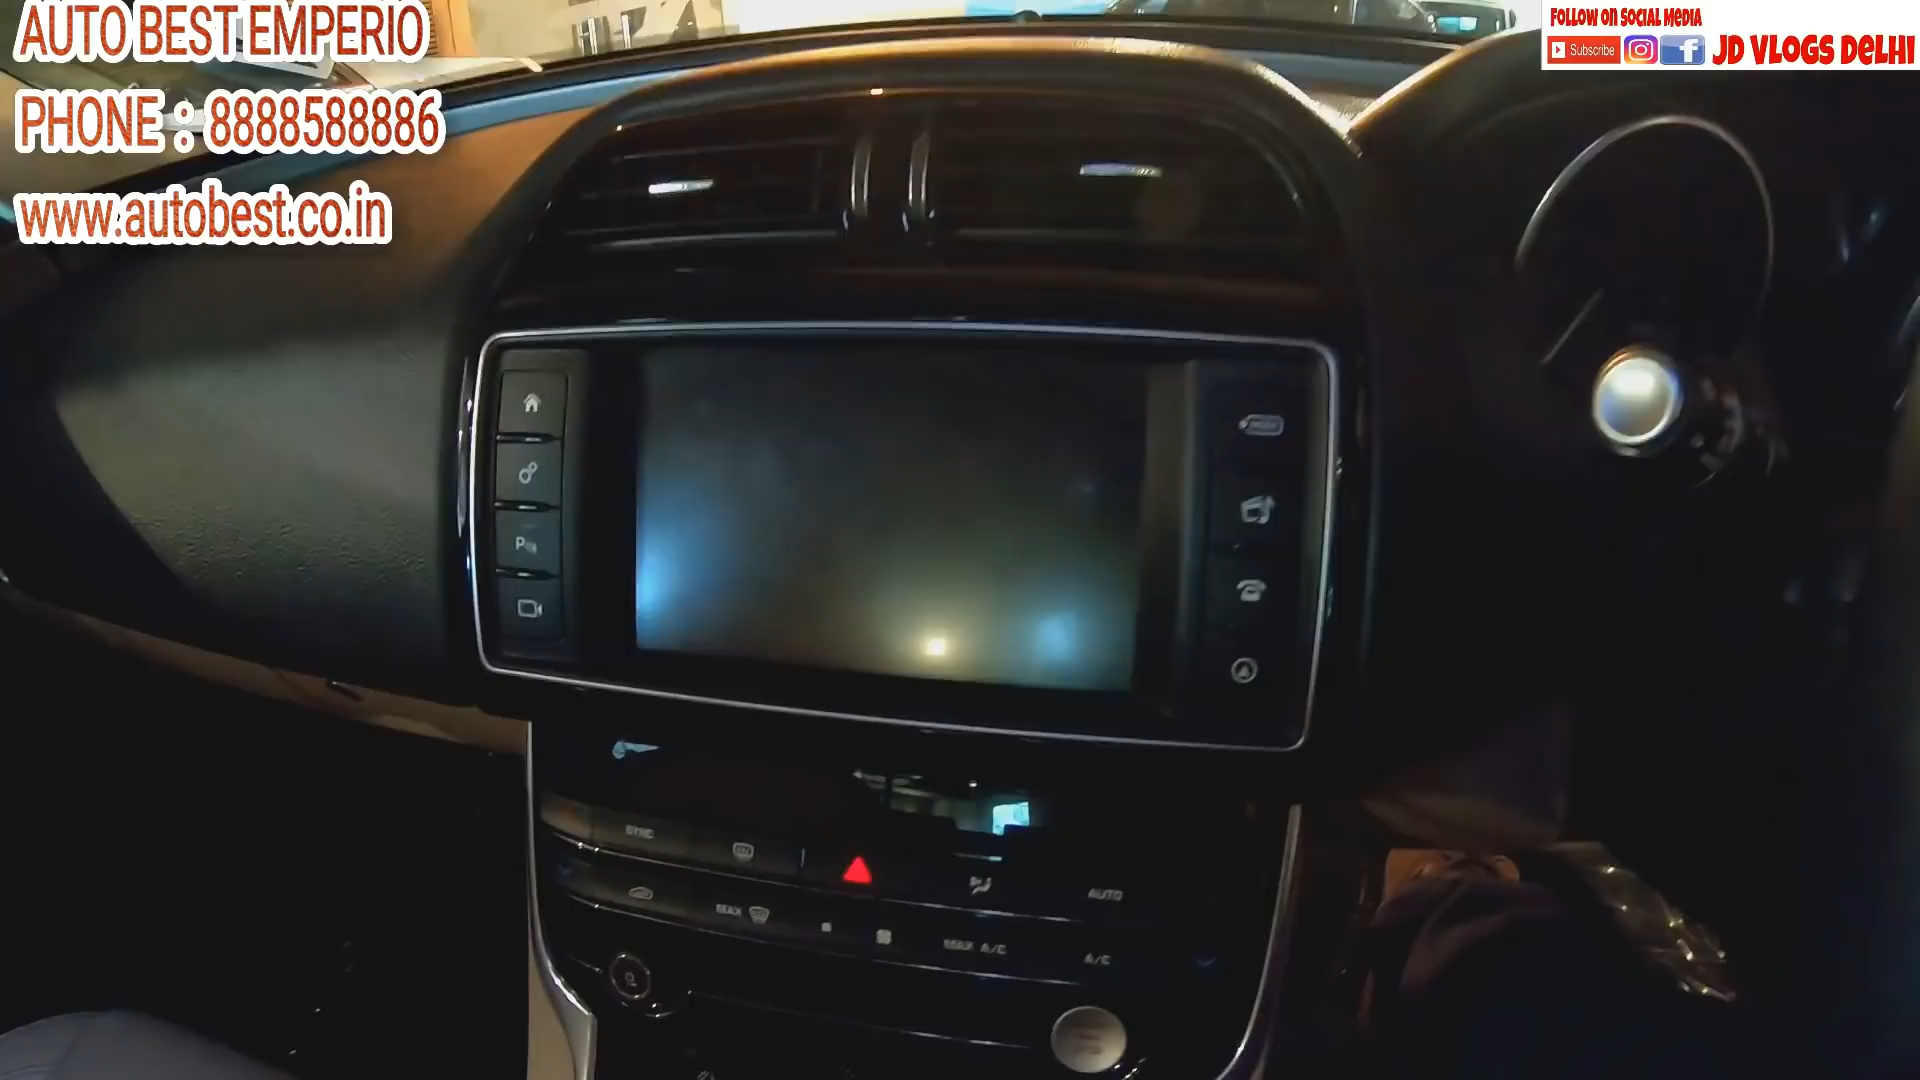 AUTO BEST EMPERIO
PHONE : 8888588886
www.autobest.co.in
FOLLOW ON SOCIAL MEDIA
Subscribe
JD VLOGS DELHI
SYNC
AUTO
MAX
MAX A/C
A/C